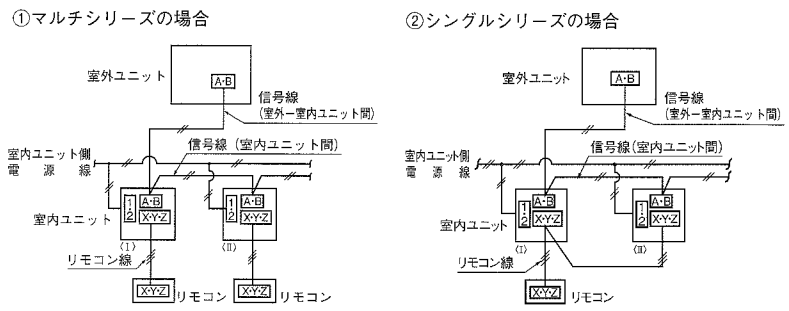 ①マルチシリーズの場合
室外ユニット
A・B
信号線
(室外ー室内ユニット間)
信号線（室内ユニット間）
室内ユニット側
電源線
1・2
A・B
X・Y・Z
1・2
A・B
X・Y・Z
室内ユニット
(Ⅰ)
(Ⅱ)
リモコン線
X・Y・Z
リモコン
X・Y・Z
リモコン
②シングルシリーズの場合
室外ユニット
A・B
信号線
(室外ー室内ユニット間)
信号線(室内ユニット間)
室内ユニット側
電源線
1・2
A・B
X・Y・Z
1・2
A・B
X・Y・Z
室内ユニット
(Ⅰ)
(Ⅱ)
リモコン線
X・Y・Z
リモコン